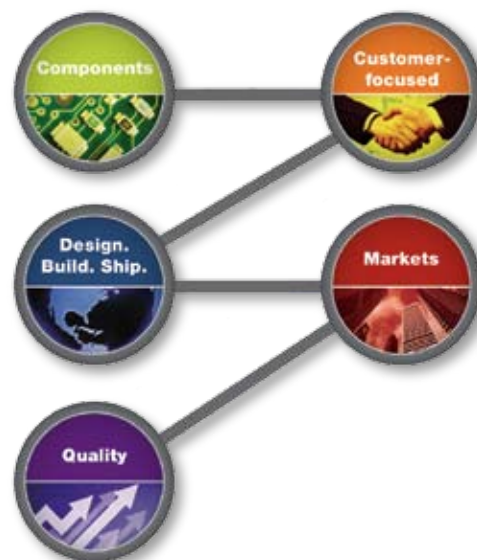 Components
Customer-
focused
Design.
Build. Ship.
Markets
Quality